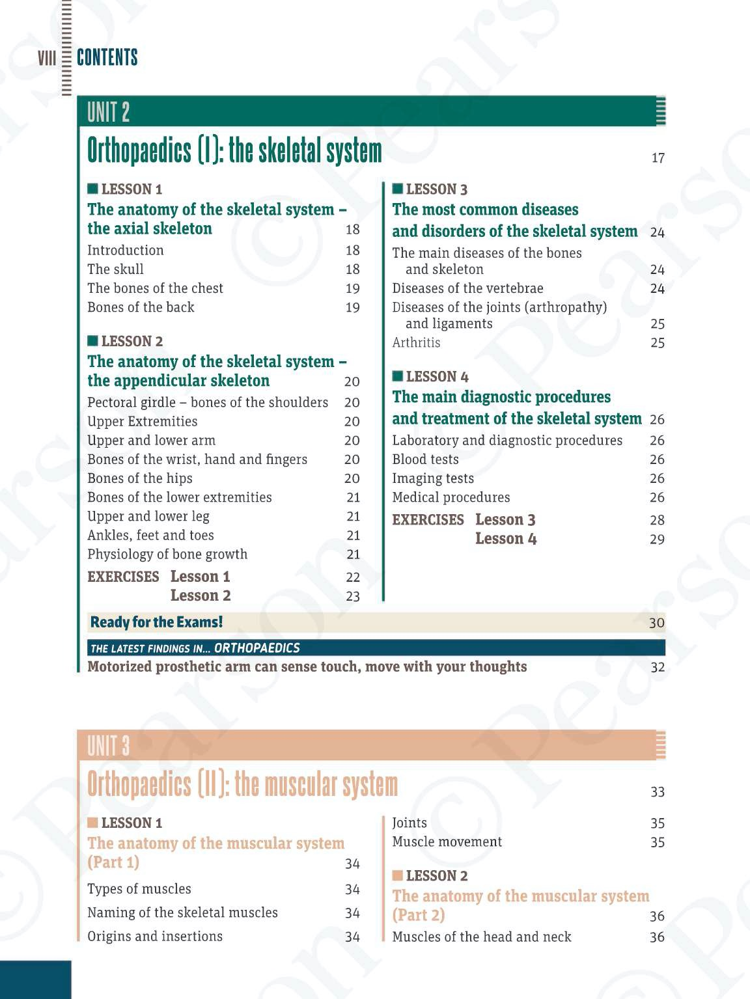 VIII CONTENTS
UNIT 2
Orthopaedics (I): the skeletal system 17
LESSON 1
The anatomy of the skeletal system –
the axial skeleton 18
Introduction 18
The skull 18
The bones of the chest 19
Bones of the back 19
LESSON 2
The anatomy of the skeletal system –
the appendicular skeleton 20
Pectoral girdle – bones of the shoulders 20
Upper Extremities 20
Upper and lower arm 20
Bones of the wrist, hand and fingers 20
Bones of the hips 20
Bones of the lower extremities 21
Upper and lower leg 21
Ankles, feet and toes 21
Physiology of bone growth 21
EXERCISES Lesson 1 22
Lesson 2 23
LESSON 3
The most common diseases
and disorders of the skeletal system 24
The main diseases of the bones
and skeleton 24
Diseases of the vertebrae 24
Diseases of the joints (arthropathy)
and ligaments 25
Arthritis 25
LESSON 4
The main diagnostic procedures
and treatment of the skeletal system 26
Laboratory and diagnostic procedures 26
Blood tests 26
Imaging tests 26
Medical procedures 26
EXERCISES Lesson 3 28
Lesson 4 29
Ready for the Exams! 30
THE LATEST FINDINGS IN... ORTHOPAEDICS
Motorized prosthetic arm can sense touch, move with your thoughts 32
UNIT 3
Orthopaedics (II): the muscular system 33
LESSON 1
The anatomy of the muscular system
(Part 1) 34
Types of muscles 34
Naming of the skeletal muscles 34
Origins and insertions 34
Joints 35
Muscle movement 35
LESSON 2
The anatomy of the muscular system
(Part 2) 36
Muscles of the head and neck 36
© Pearson